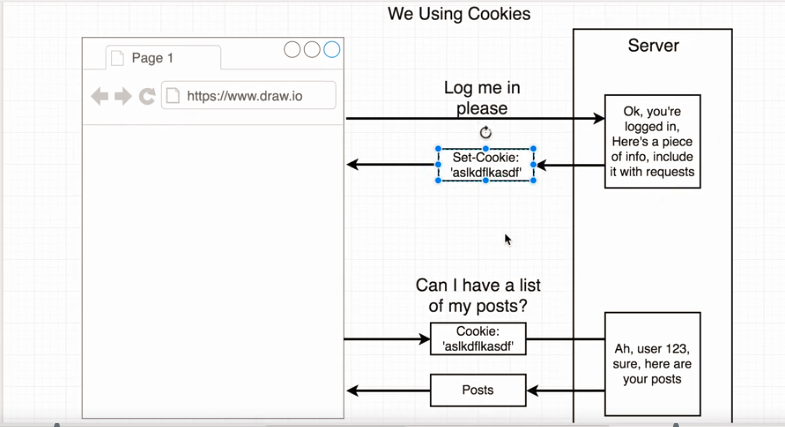 We Using Cookies
Page 1
https://www.draw.io
Server
Log me in
please
Ok, you're
logged in,
Here's a piece
of info, include
it with requests
Set-Cookie:
'aslkdflkasdf'
Can I have a list
of my posts?
Cookie:
'aslkdflkasdf'
Ah, user 123,
sure, here are
your posts
Posts